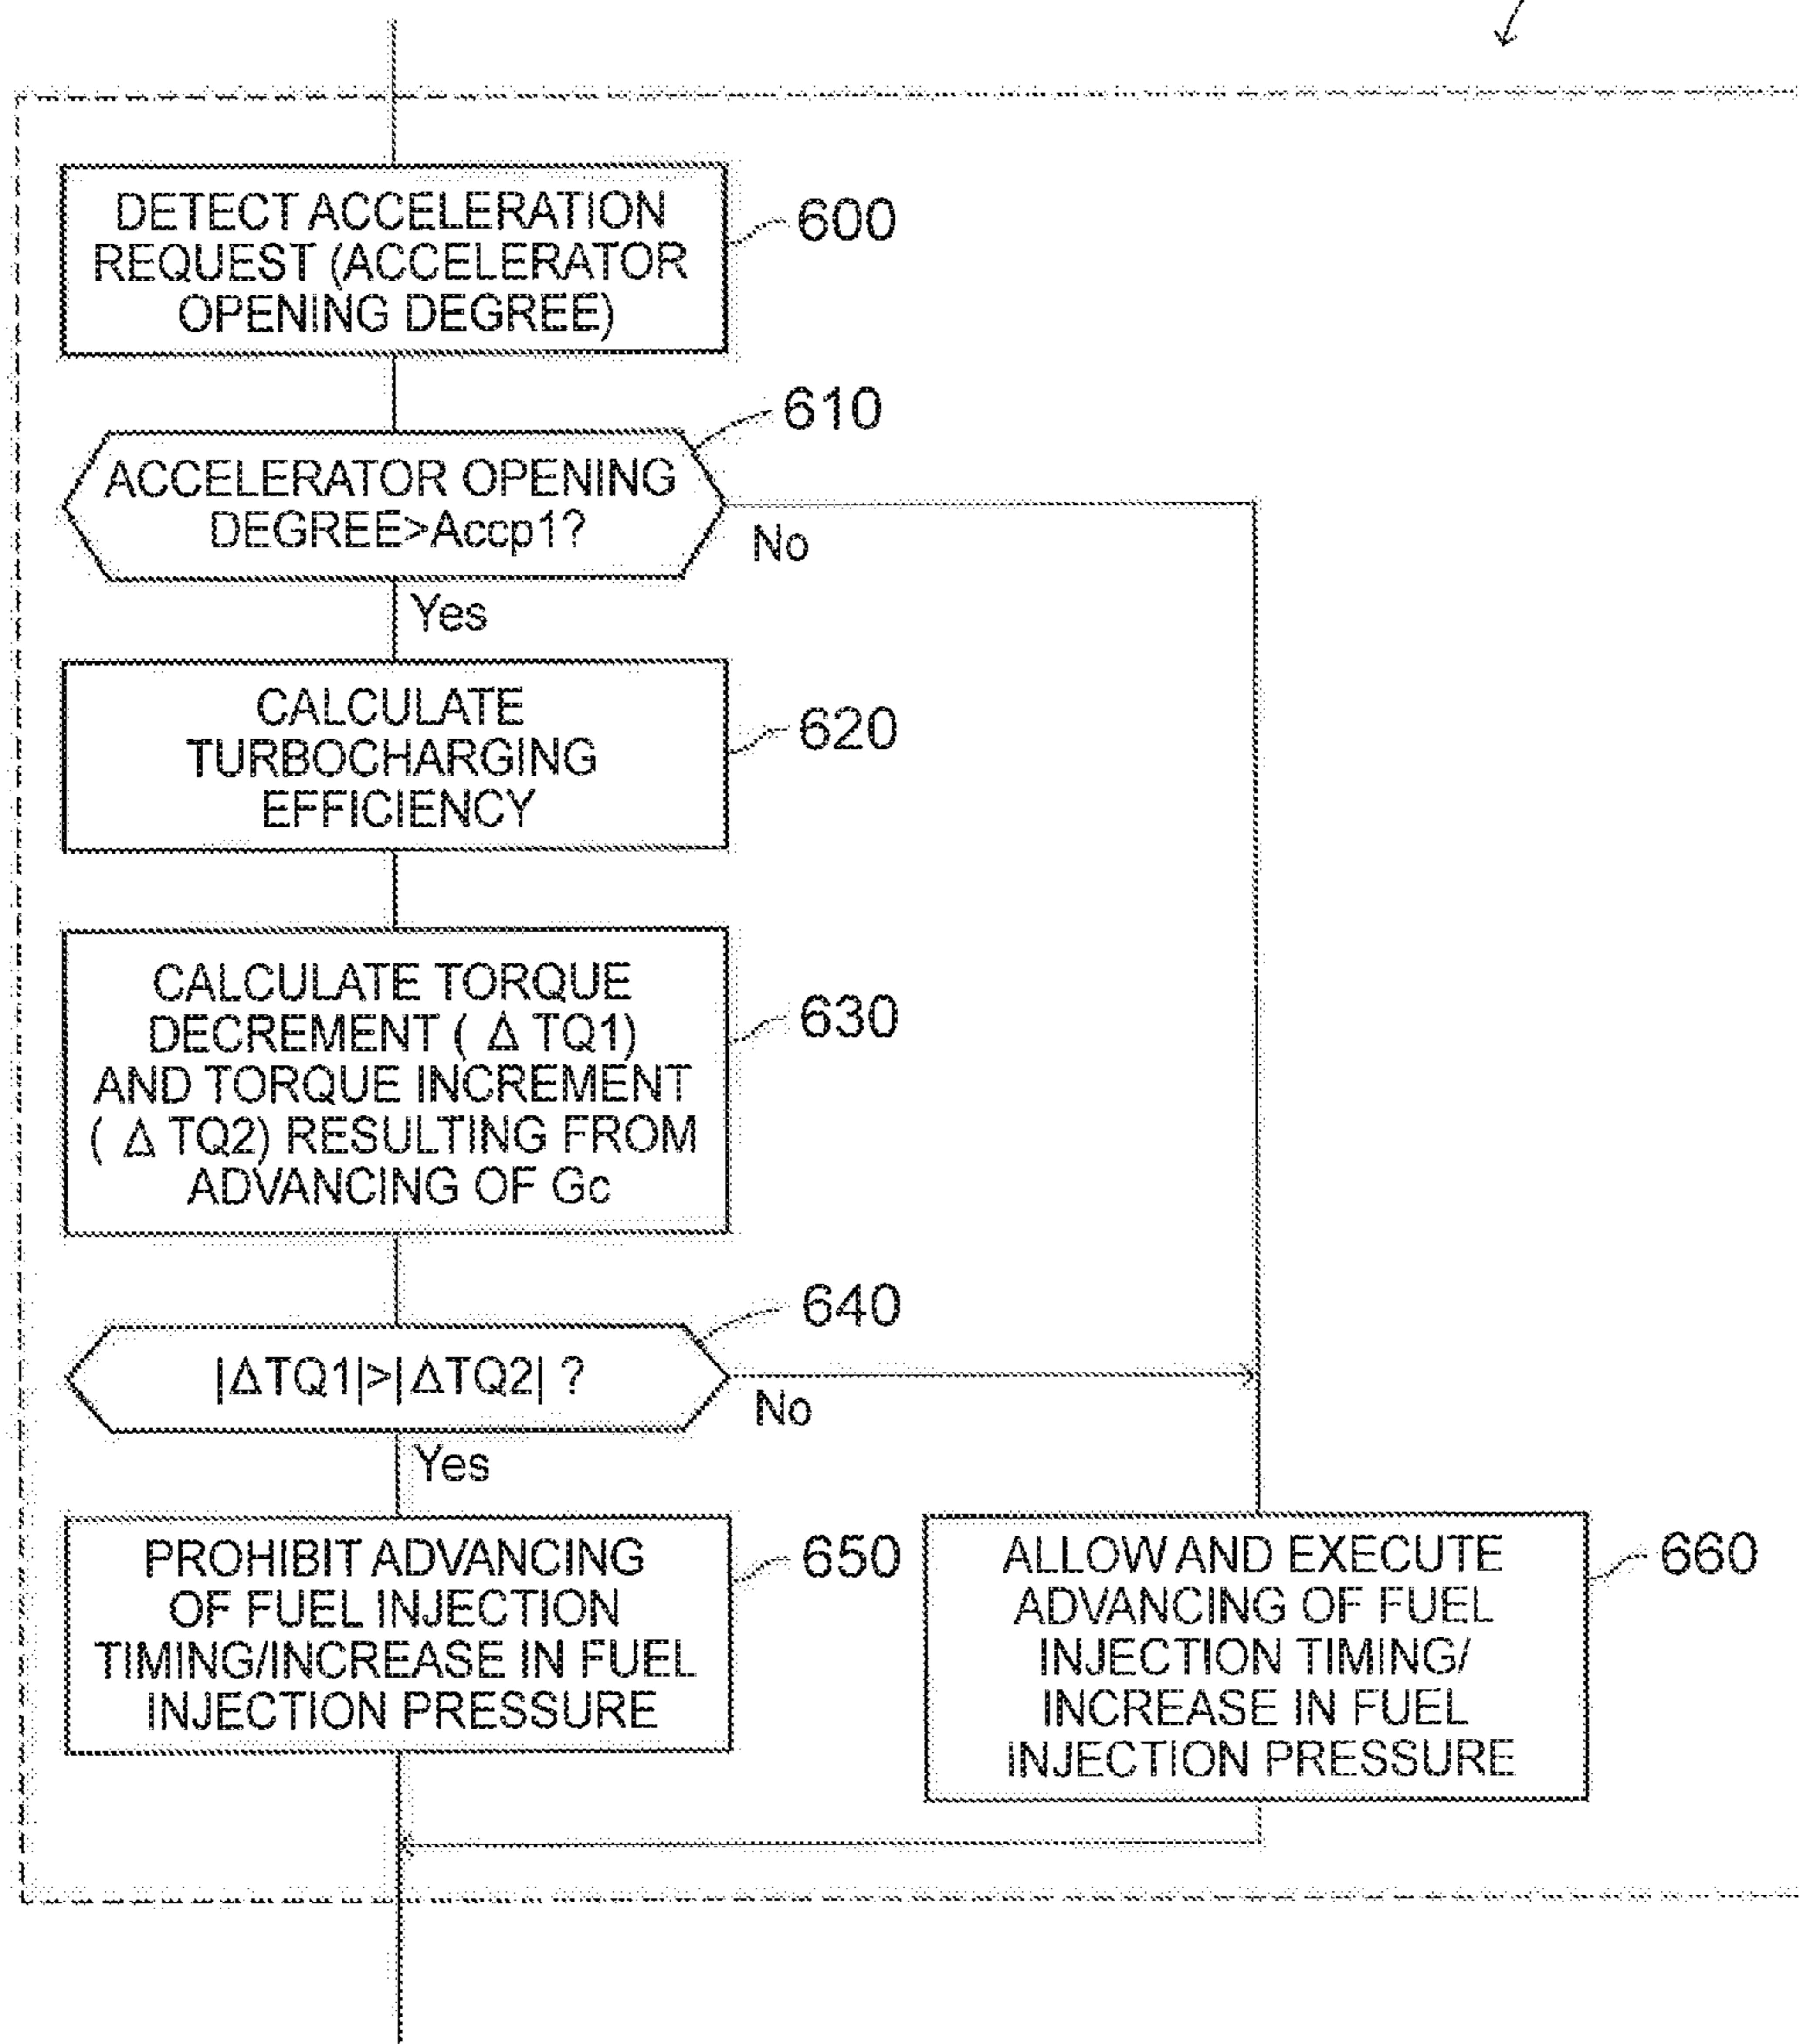 DETECT ACCELERATION
REQUEST (ACCELERATOR
OPENING DEGREE)
600
610
ACCELERATOR OPENING
DEGREE>Accp1?
No
Yes
CALCULATE
TURBOCHARGING
EFFICIENCY
620
CALCULATE TORQUE
DECREMENT ( Δ TQ1)
AND TORQUE INCREMENT
( Δ TQ2) RESULTING FROM
ADVANCING OF Gc
630
640
|ΔTQ1|>|ΔTQ2| ?
No
Yes
PROHIBIT ADVANCING
OF FUEL INJECTION
TIMING/INCREASE IN FUEL
INJECTION PRESSURE
650
ALLOW AND EXECUTE
ADVANCING OF FUEL
INJECTION TIMING/
INCREASE IN FUEL
INJECTION PRESSURE
660